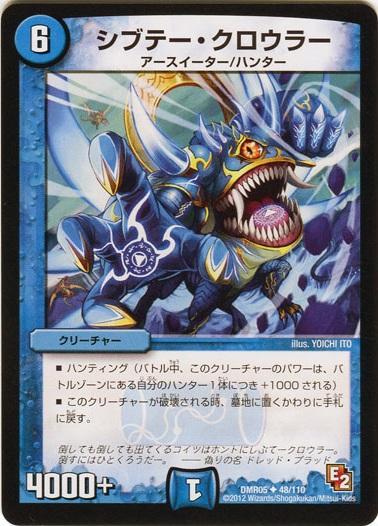 6
シブテー・クロウラー
アースイーター/ハンター
illus. YOICHI ITO
クリーチャー
■ ハンティング(バトル中、このクリーチャーのパワーは、バ
トルゾーンにある自分のハンター1体につき+1000される)
■ このクリーチャーが破壊される時、墓地に置くかわりに手札
に戻す。
倒しても倒しても出てくるコイツはホントにしぶてークロウラー。
倒すにはひとくろうだー。 ── 偽りの名 ドレッド・ブラッド
4000+
1
DMR05 ◆ 48/110
©2012 Wizards/Shogakukan/Mitsui-Kids
E2